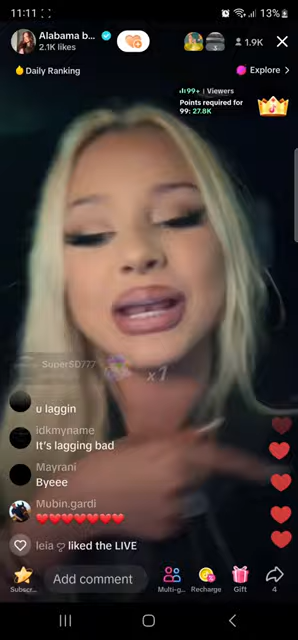 11:11
13%
Alabama b...
2.1K likes
1.9K
Daily Ranking
Explore >
99+ | Viewers
Points required for
99: 27.8K
SuperSD777
x1
u laggin
idkmyname
It's lagging bad
Mayrani
Byeee
Mubin.gardi
leia liked the LIVE
Add comment
Subscr...
Multi-g...
Recharge
Gift
4